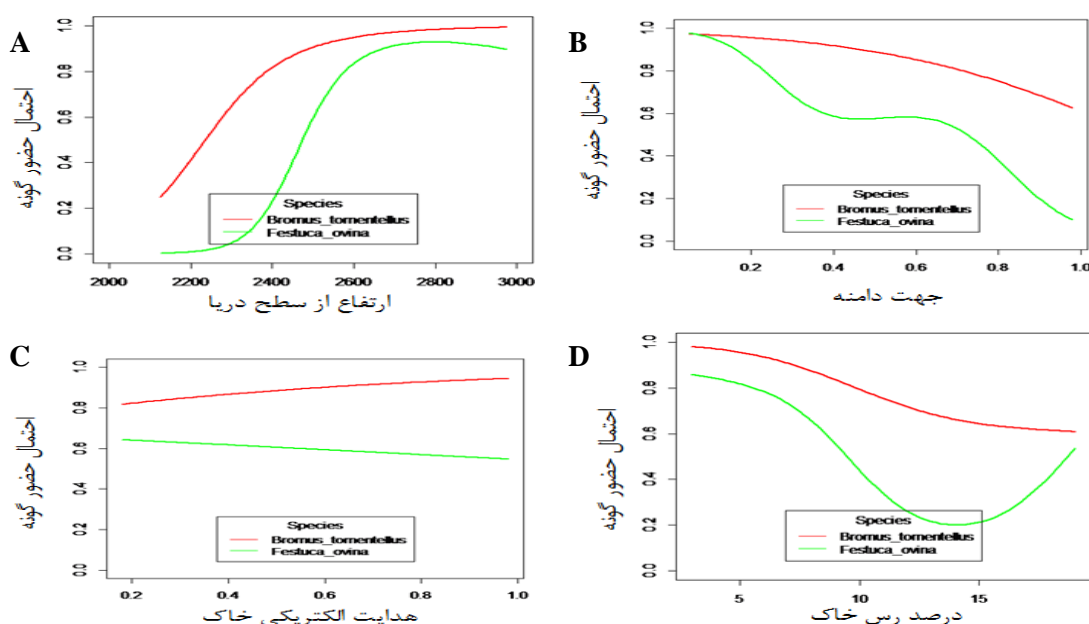 A
احتمال حضور گونه
0.0 0.2 0.4 0.6 0.8 1.0
Species
Bromus_tomentellus
Festuca_ovina
2000 2200 2400 2600 2800 3000
ارتفاع از سطح دریا
B
احتمال حضور گونه
0.0 0.2 0.4 0.6 0.8 1.0
Species
Bromus_tomentellus
Festuca_ovina
0.2 0.4 0.6 0.8 1.0
جهت دامنه
C
احتمال حضور گونه
0.0 0.2 0.4 0.6 0.8 1.0
Species
Bromus_tomentellus
Festuca_ovina
0.2 0.4 0.6 0.8 1.0
هدایت الکتریکی خاک
D
احتمال حضور گونه
0.0 0.2 0.4 0.6 0.8 1.0
Species
Bromus_tomentellus
Festuca_ovina
5 10 15
درصد رس خاک